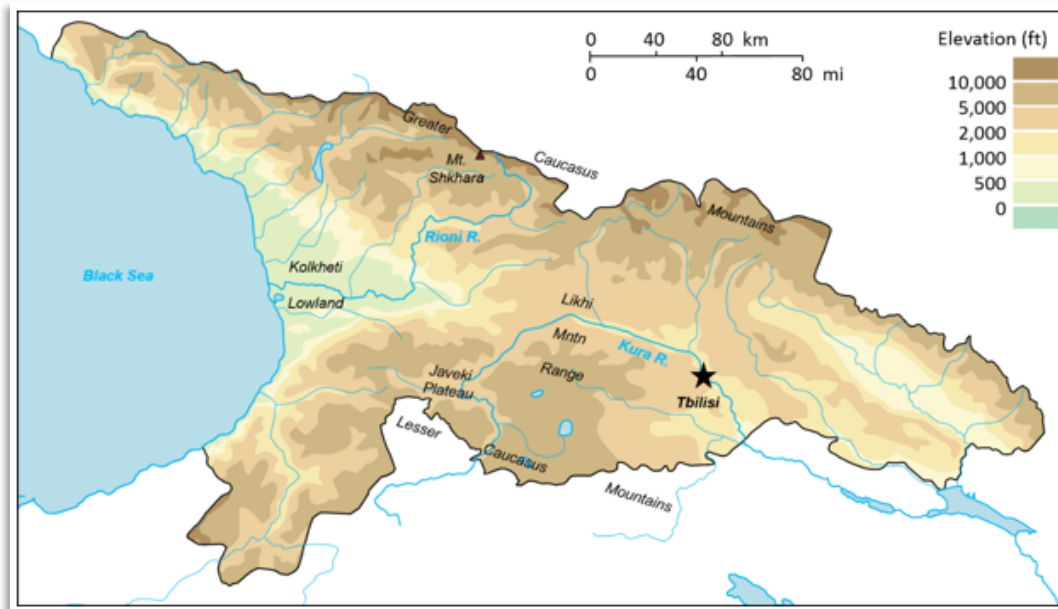 0 40 80 km
0 40 80 mi
Elevation (ft)
10,000
5,000
2,000
1,000
500
0
Greater
Caucasus
Mountains
Mt.
Shkhara
Rioni R.
Black Sea
Kolkheti
Lowland
Likhi
Mntn
Range
Kura R.
Javeki
Plateau
Tbilisi
Lesser
Caucasus
Mountains